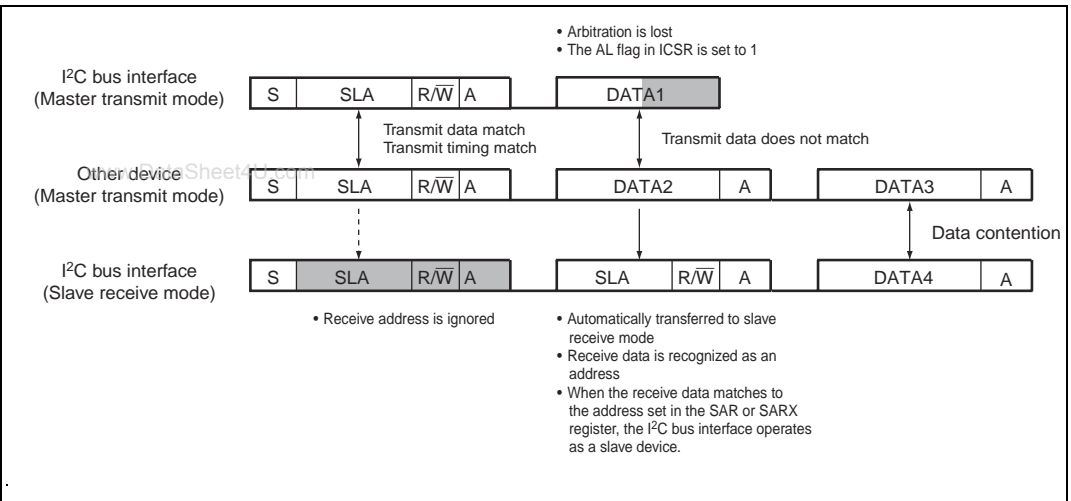 • Arbitration is lost
• The AL flag in ICSR is set to 1
I2C bus interface
(Master transmit mode)
S SLA R/W̅ A DATA1
Transmit data match
Transmit timing match
Transmit data does not match
www.DataSheet4U.com
Other device
(Master transmit mode)
S SLA R/W̅ A DATA2 A DATA3 A
Data contention
I2C bus interface
(Slave receive mode)
S SLA R/W̅ A SLA R/W̅ A DATA4 A
• Receive address is ignored
• Automatically transferred to slave
receive mode
• Receive data is recognized as an
address
• When the receive data matches to
the address set in the SAR or SARX
register, the I2C bus interface operates
as a slave device.
.